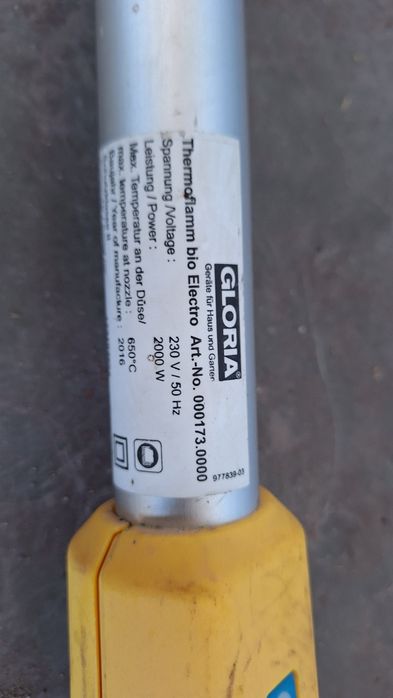 GLORIA®
Geräte für Haus und Garten
Thermoflamm bio Electro Art.-No. 000173.0000
Spannung /Voltage : 230 V / 50 Hz
Leistung / Power : 2000 W
Max. Temperatur an der Düse/
max. temperature at nozzle : 650°C
Baujahr / Year of manufacture : 2016
977839-03